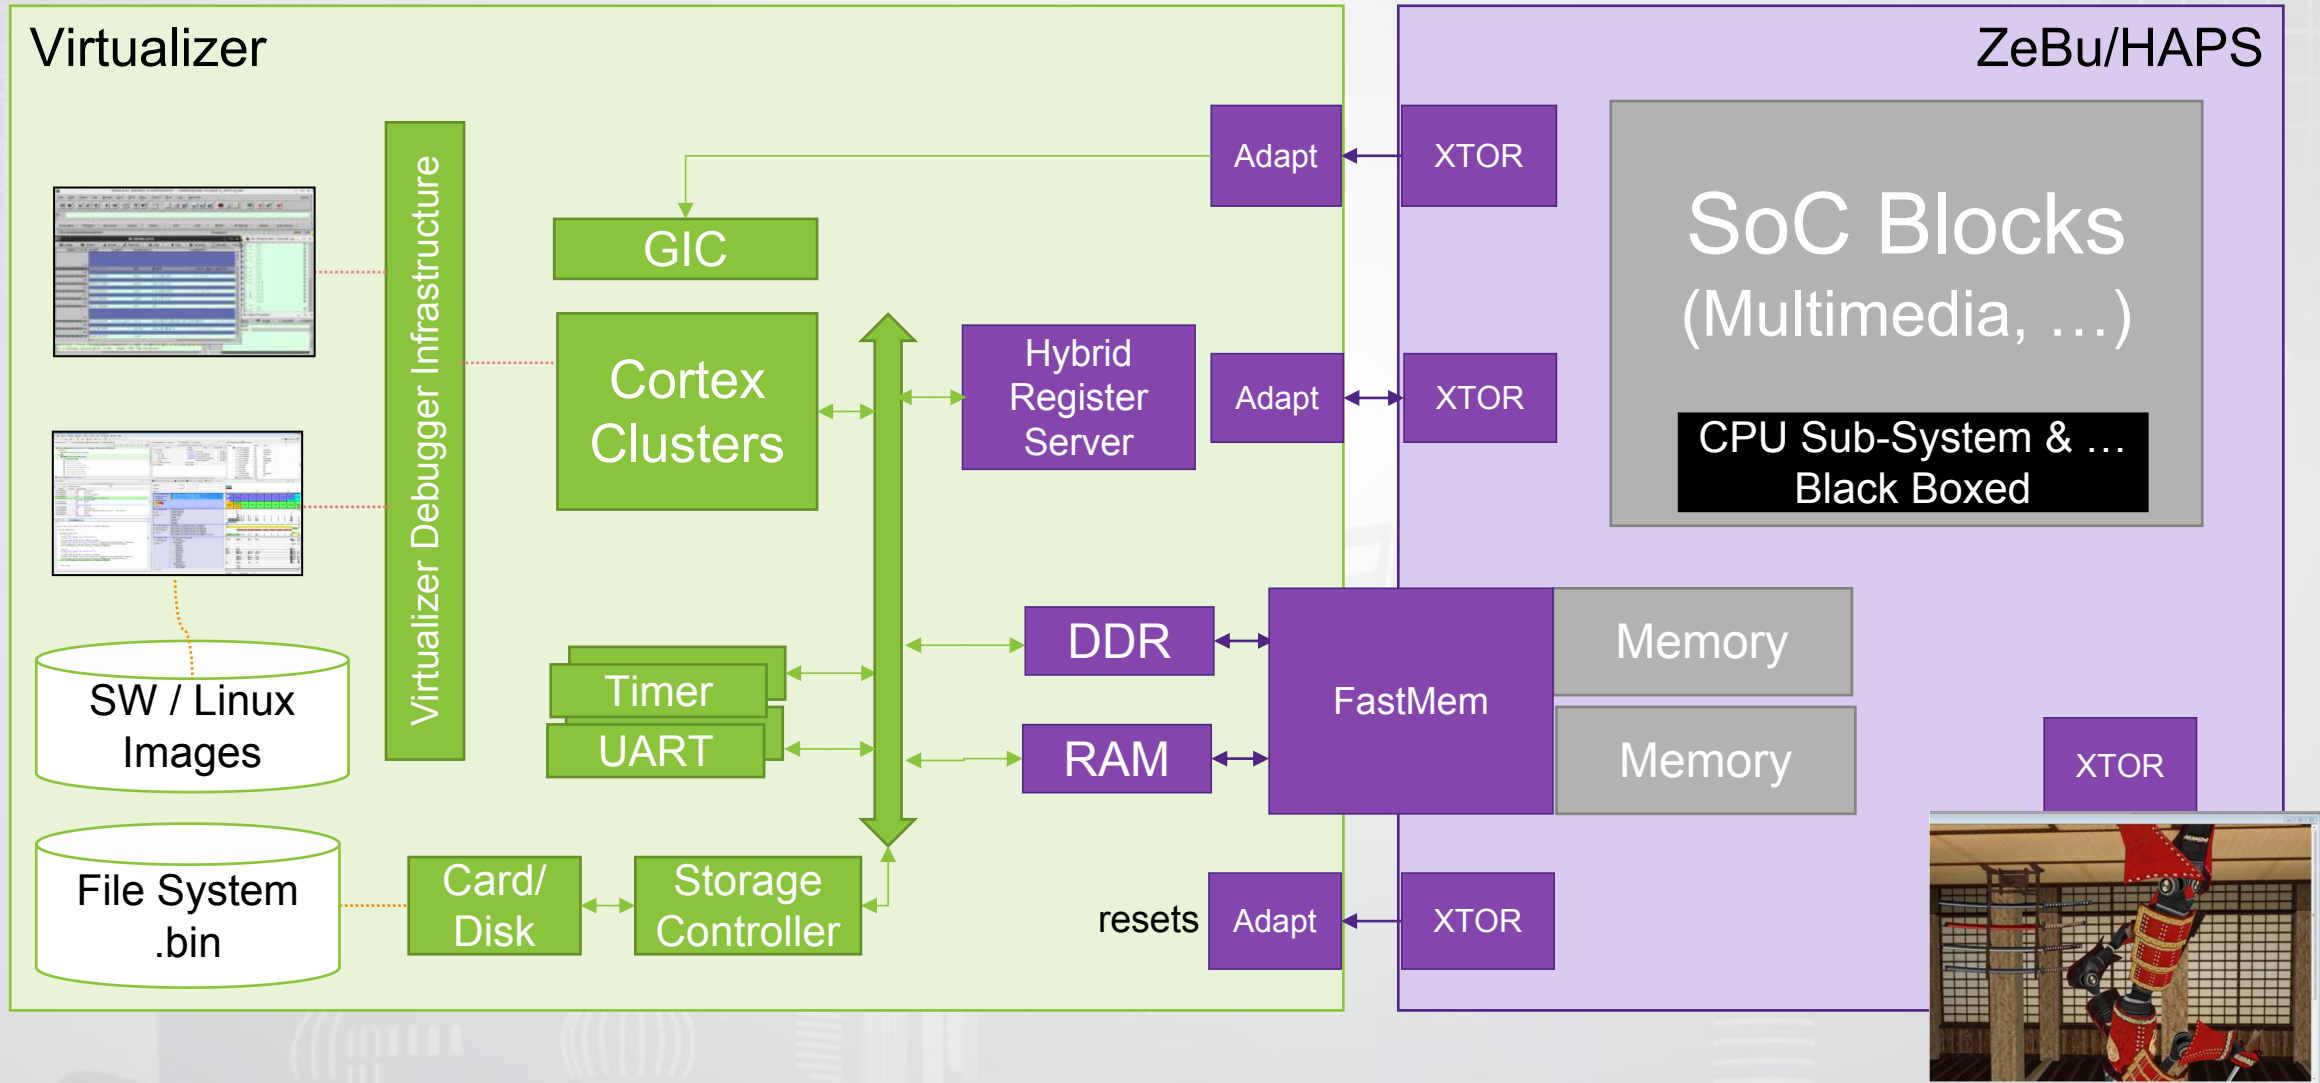 Virtualizer
ZeBu/HAPS
Virtualizer Debugger Infrastructure
Adapt
XTOR
GIC
SoC Blocks
(Multimedia, …)
CPU Sub-System & …
Black Boxed
Cortex
Clusters
Hybrid
Register
Server
Adapt
XTOR
SW / Linux
Images
Timer
UART
DDR
RAM
FastMem
Memory
Memory
XTOR
File System
.bin
Card/
Disk
Storage
Controller
resets
Adapt
XTOR